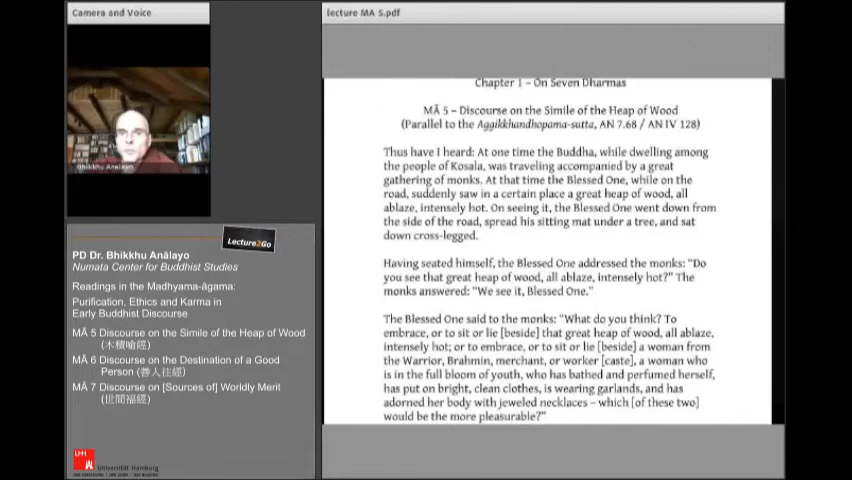 Camera and Voice
Bhikkhu Anālayo
Lecture2Go
PD Dr. Bhikkhu Anālayo
Numata Center for Buddhist Studies
Readings in the Madhyama-āgama:
Purification, Ethics and Karma in
Early Buddhist Discourse
MĀ 5 Discourse on the Simile of the Heap of Wood
(木積喻經)
MĀ 6 Discourse on the Destination of a Good
Person (善人往經)
MĀ 7 Discourse on [Sources of] Worldly Merit
(世間福經)
UH
Universität Hamburg
lecture MA 5.pdf
Chapter 1 – On Seven Dharmas
MĀ 5 – Discourse on the Simile of the Heap of Wood
(Parallel to the Aggikkhandhopama-sutta, AN 7.68 / AN IV 128)
Thus have I heard: At one time the Buddha, while dwelling among
the people of Kosala, was traveling accompanied by a great
gathering of monks. At that time the Blessed One, while on the
road, suddenly saw in a certain place a great heap of wood, all
ablaze, intensely hot. On seeing it, the Blessed One went down from
the side of the road, spread his sitting mat under a tree, and sat
down cross-legged.
Having seated himself, the Blessed One addressed the monks: “Do
you see that great heap of wood, all ablaze, intensely hot?” The
monks answered: “We see it, Blessed One.”
The Blessed One said to the monks: “What do you think? To
embrace, or to sit or lie [beside] that great heap of wood, all ablaze,
intensely hot; or to embrace, or to sit or lie [beside] a woman from
the Warrior, Brahmin, merchant, or worker [caste], a woman who
is in the full bloom of youth, who has bathed and perfumed herself,
has put on bright, clean clothes, is wearing garlands, and has
adorned her body with jeweled necklaces – which [of these two]
would be the more pleasurable?”